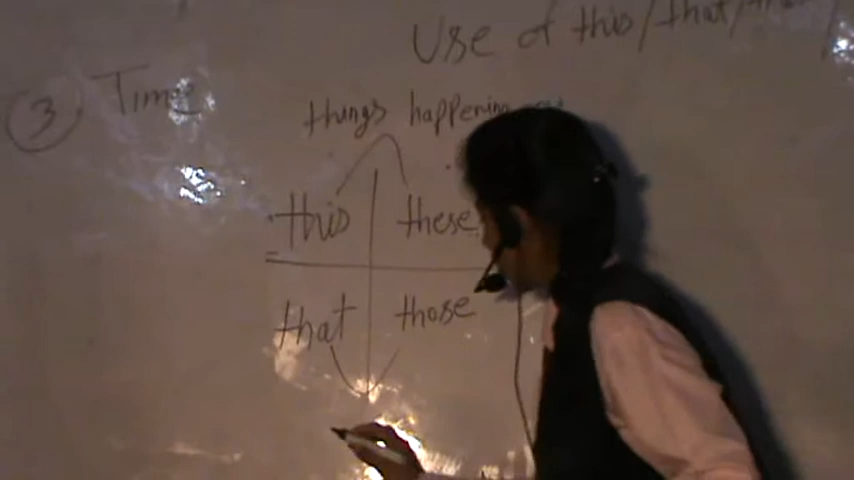 Use of this/that/
③ Time
things happening
this these
that those